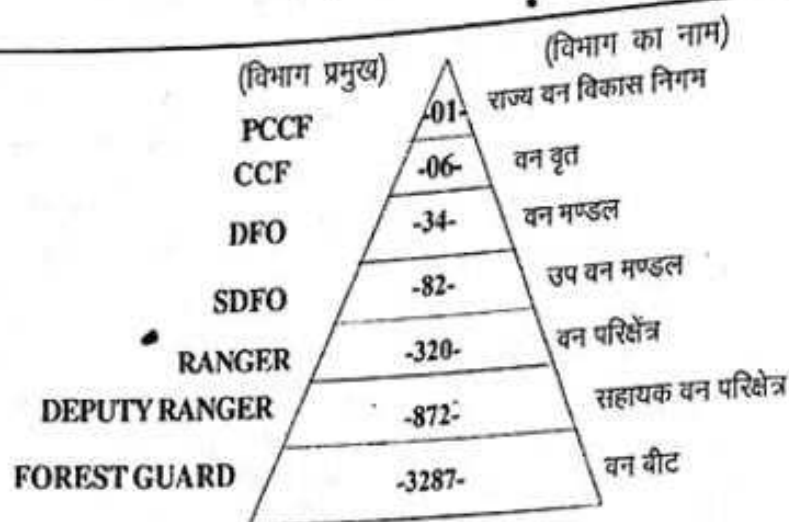 (विभाग प्रमुख) (विभाग का नाम)
PCCF -01- राज्य वन विकास निगम
CCF -06- वन वृत
DFO -34- वन मण्डल
SDFO -82- उप वन मण्डल
RANGER -320- वन परिक्षेंत्र
DEPUTY RANGER -872- सहायक वन परिक्षेत्र
FOREST GUARD -3287- वन बीट